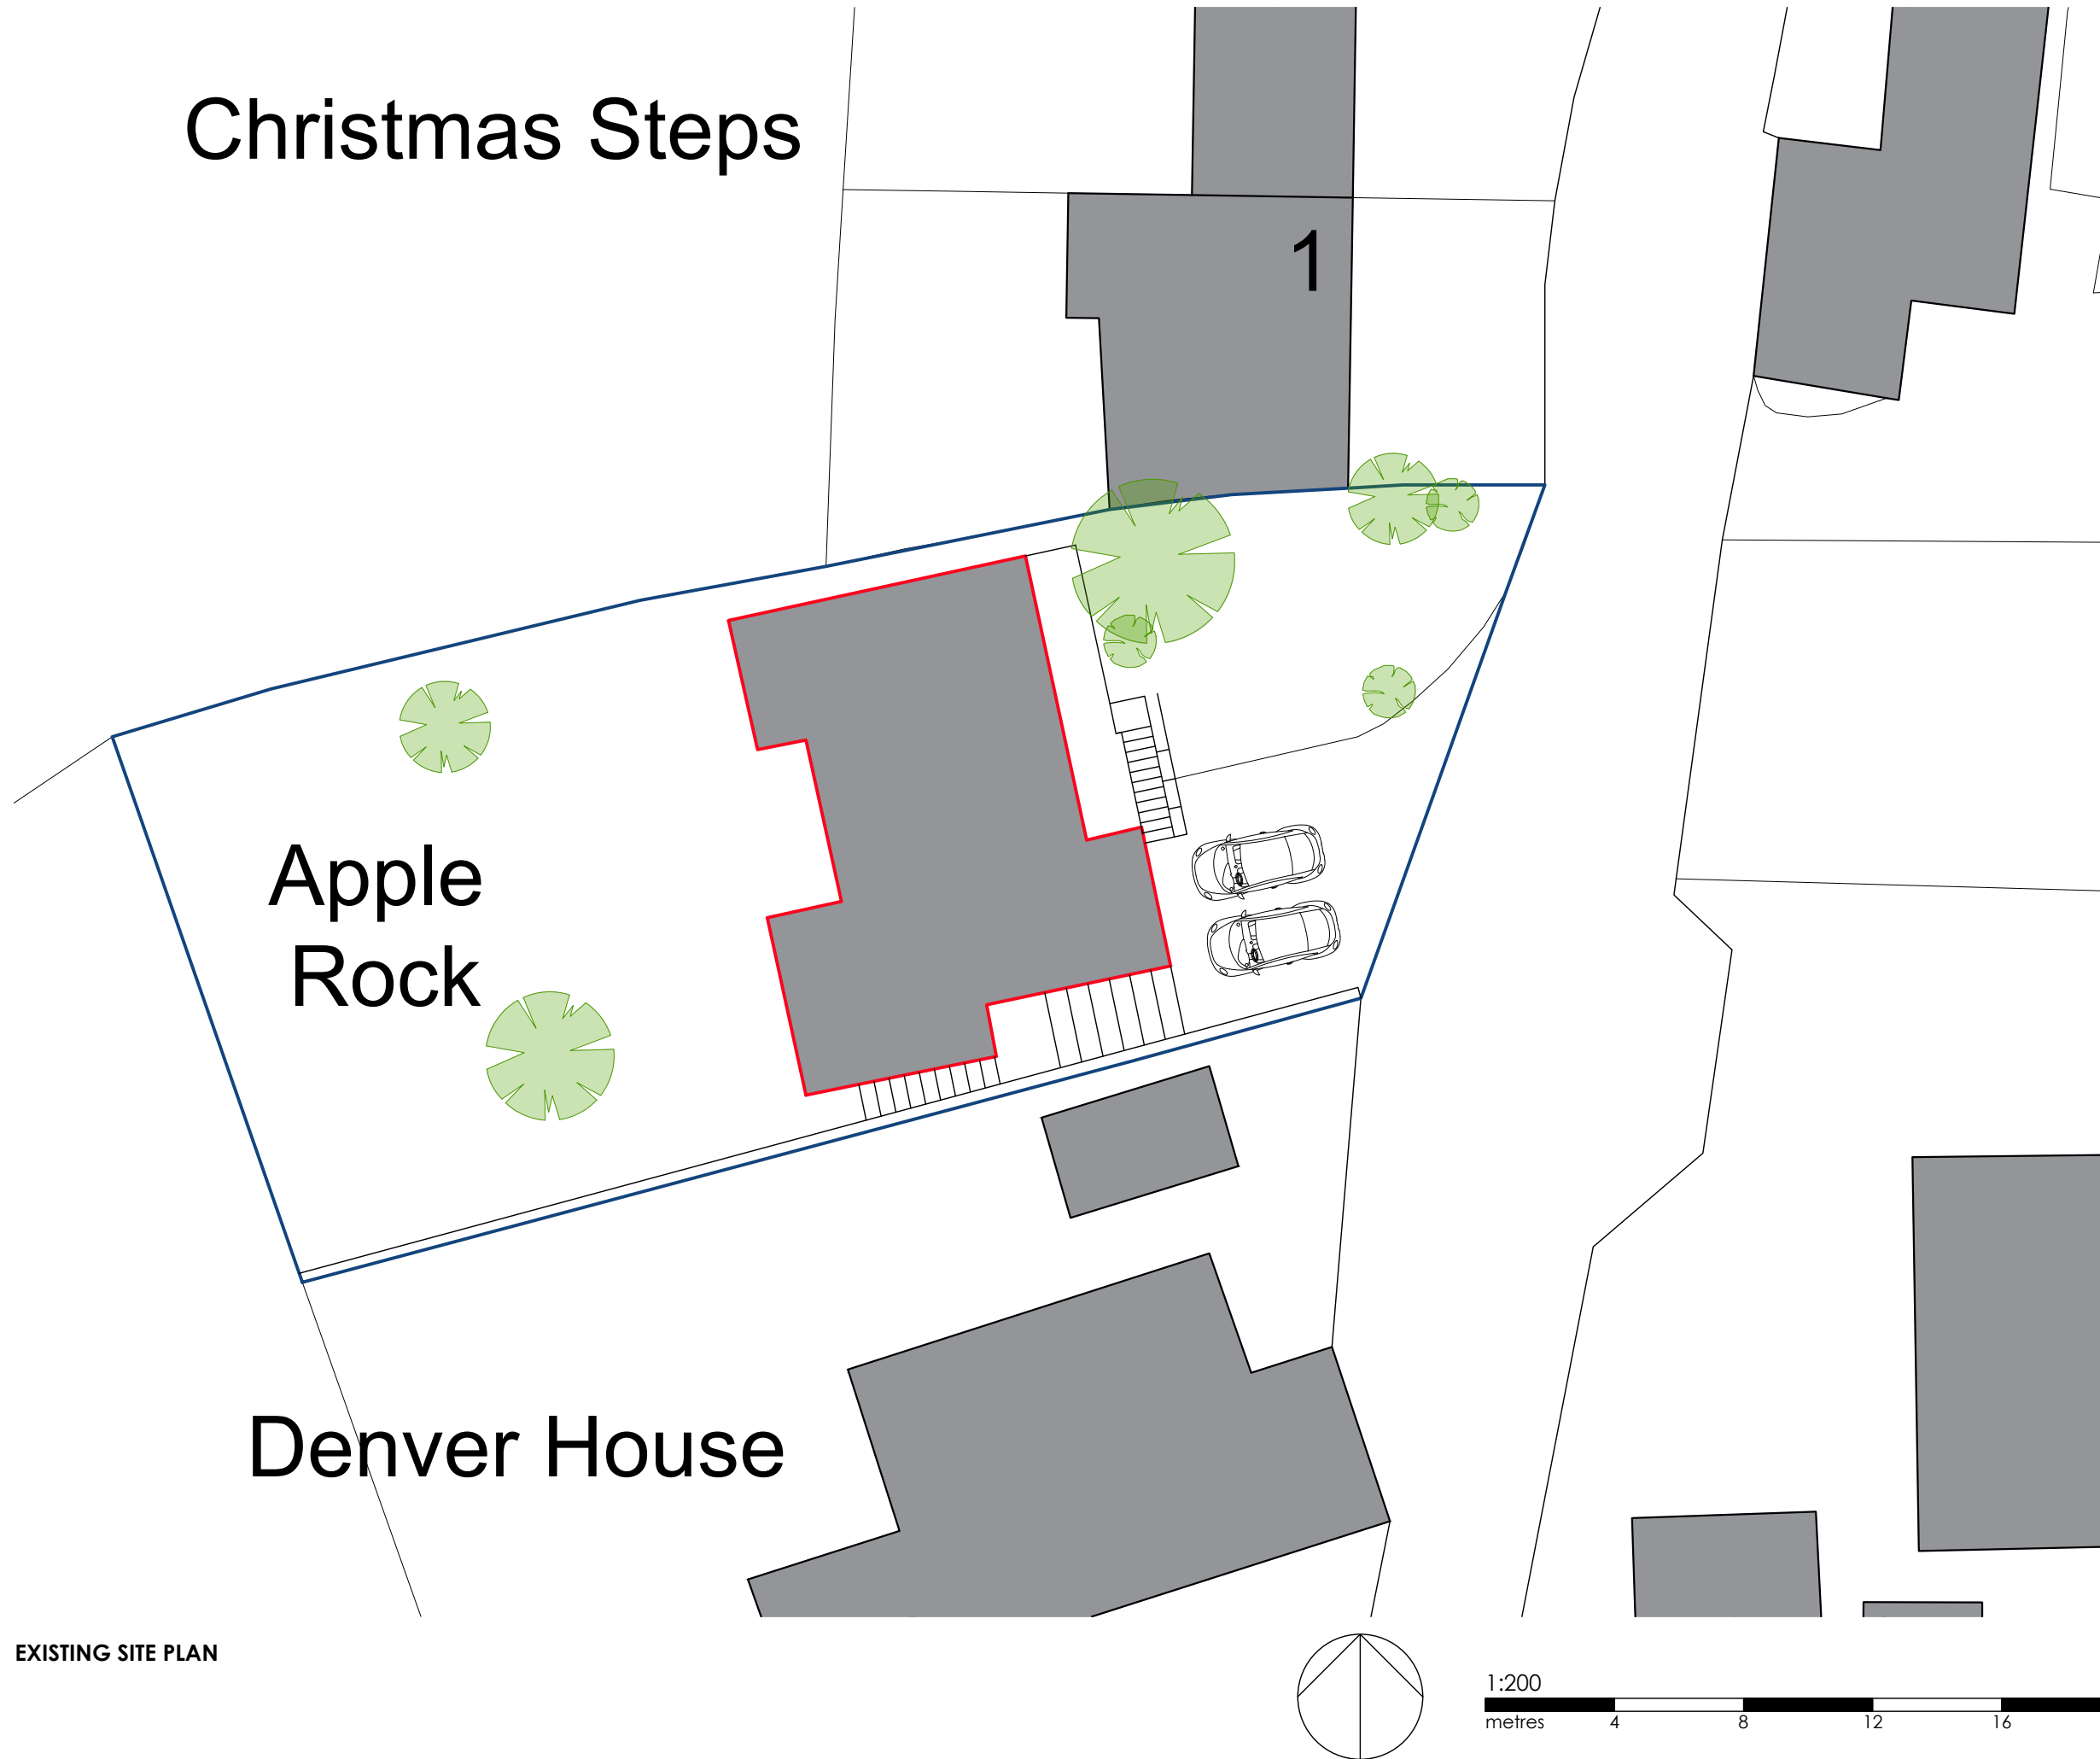 Christmas Steps
1
Apple
Rock
Denver House
EXISTING SITE PLAN
1:200
metres 4 8 12 16